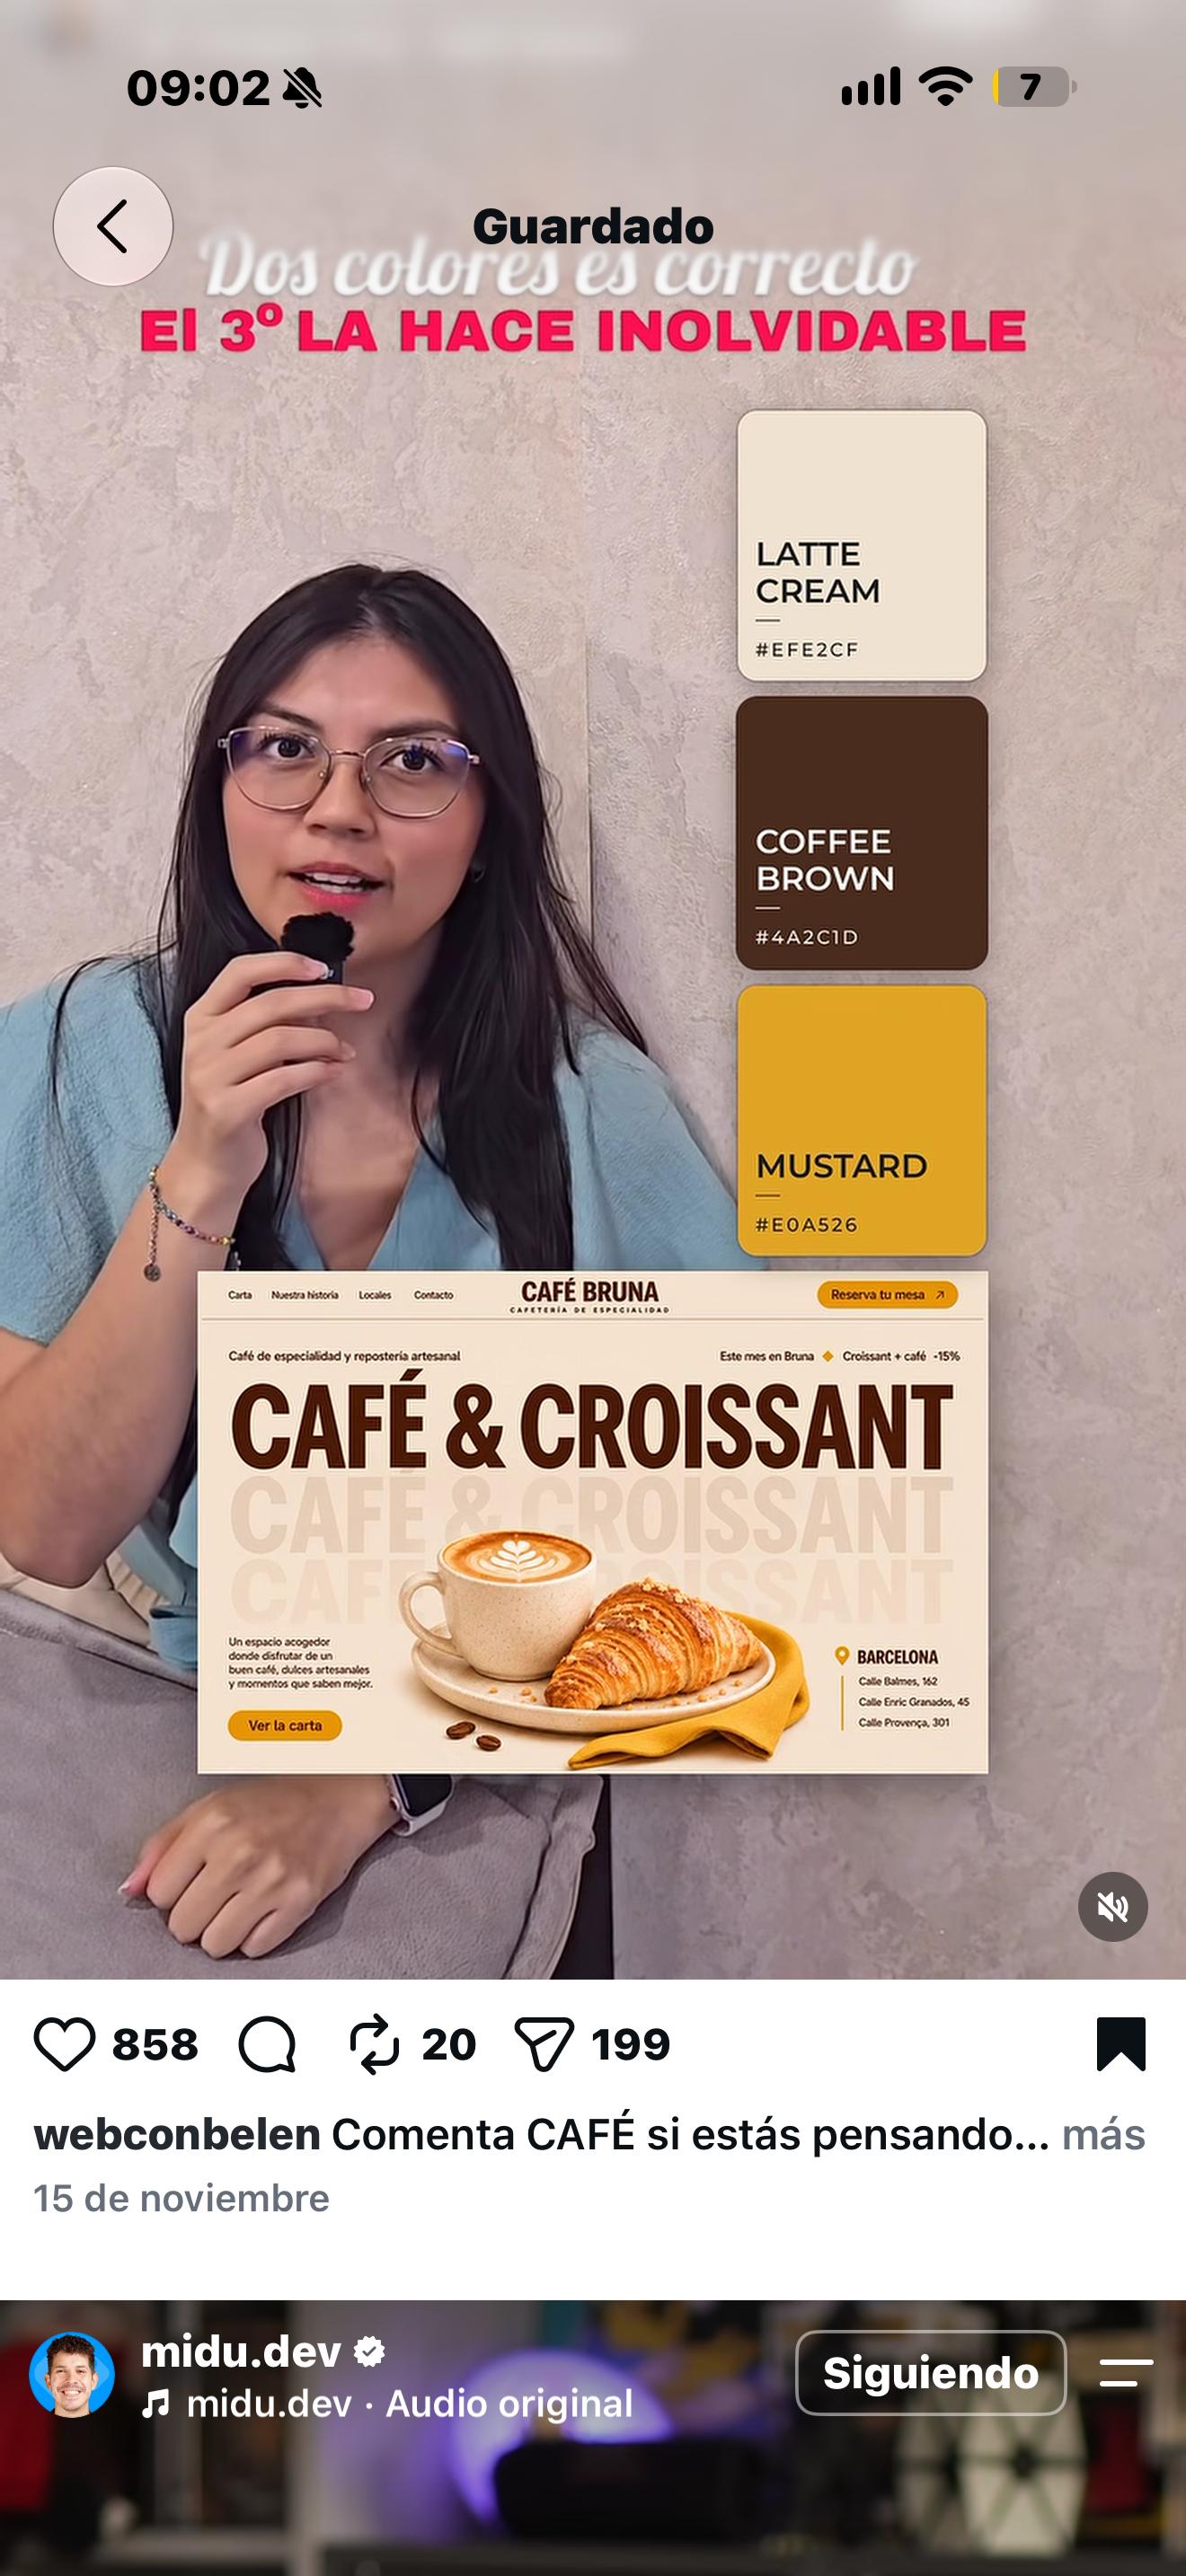 09:02
7
Guardado
Dos colores es correcto
El 3º LA HACE INOLVIDABLE
LATTE
CREAM
#EFE2CF
COFFEE
BROWN
#4A2C1D
MUSTARD
#E0A526
Carta Nuestra historia Locales Contacto
CAFÉ BRUNA
CAFETERÍA DE ESPECIALIDAD
Reserva tu mesa
Café de especialidad y repostería artesanal
Este mes en Bruna Croissant + café -15%
CAFÉ & CROISSANT
CAFÉ & CROISSANT
CAFÉ & CROISSANT
Un espacio acogedor
donde disfrutar de un
buen café, dulces artesanales
y momentos que saben mejor.
Ver la carta
BARCELONA
Calle Balmes, 162
Calle Enric Granados, 45
Calle Provença, 301
858 20 199
webconbelen Comenta CAFÉ si estás pensando... más
15 de noviembre
midu.dev
midu.dev · Audio original
Siguiendo